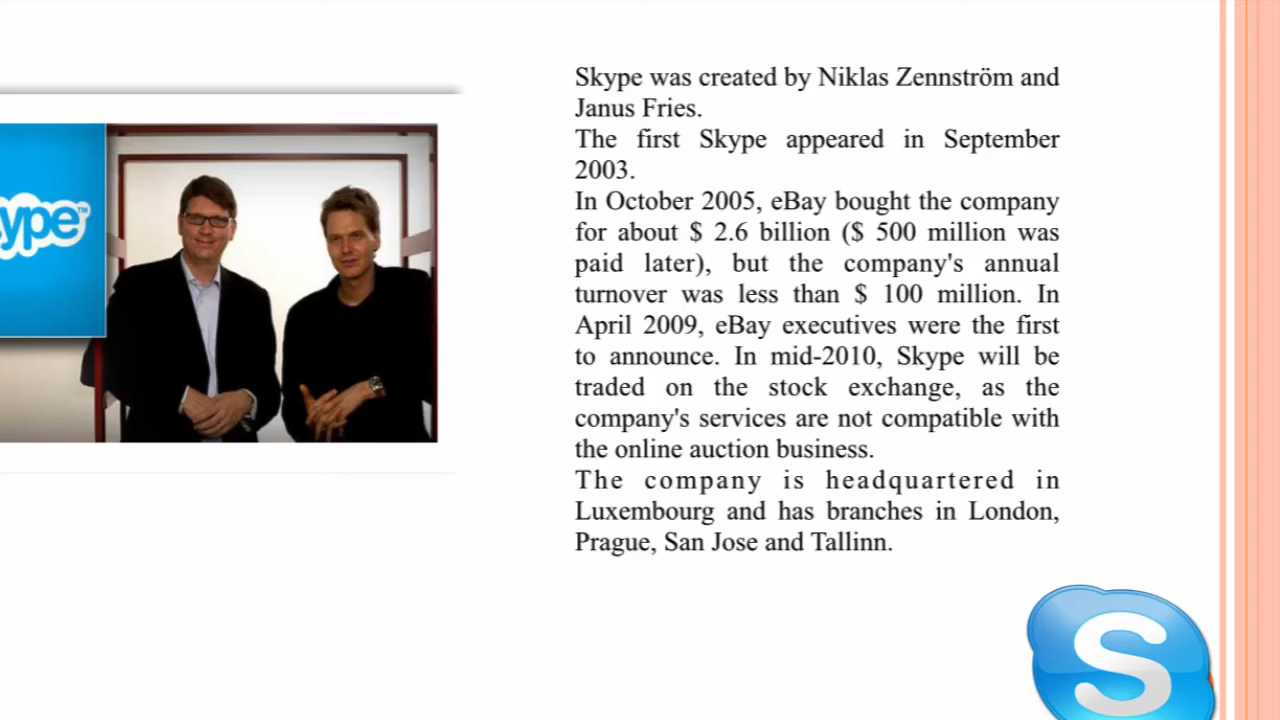 ype™
Skype was created by Niklas Zennström and
Janus Fries.
The first Skype appeared in September
2003.
In October 2005, eBay bought the company
for about $ 2.6 billion ($ 500 million was
paid later), but the company's annual
turnover was less than $ 100 million. In
April 2009, eBay executives were the first
to announce. In mid-2010, Skype will be
traded on the stock exchange, as the
company's services are not compatible with
the online auction business.
The company is headquartered in
Luxembourg and has branches in London,
Prague, San Jose and Tallinn.
S